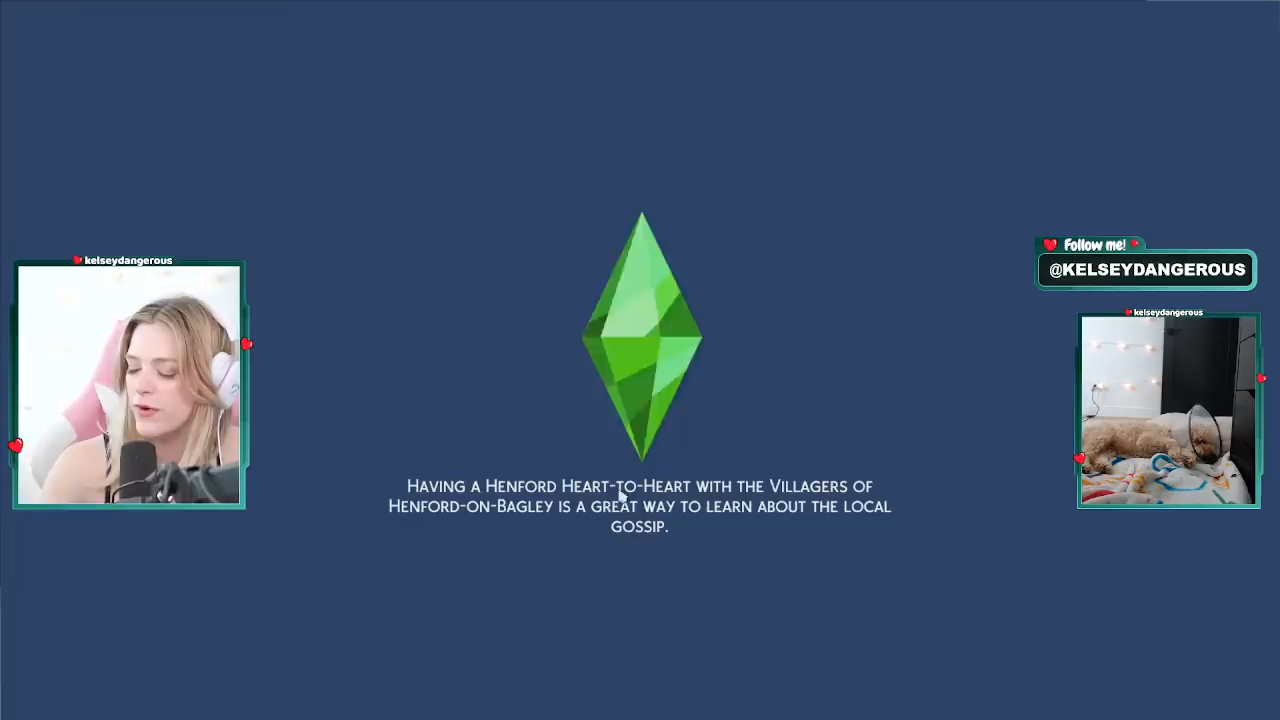 kelseydangerous
Follow me!
@KELSEYDANGEROUS
kelseydangerous
HAVING A HENFORD HEART-TO-HEART WITH THE VILLAGERS OF
HENFORD-ON-BAGLEY IS A GREAT WAY TO LEARN ABOUT THE LOCAL
GOSSIP.